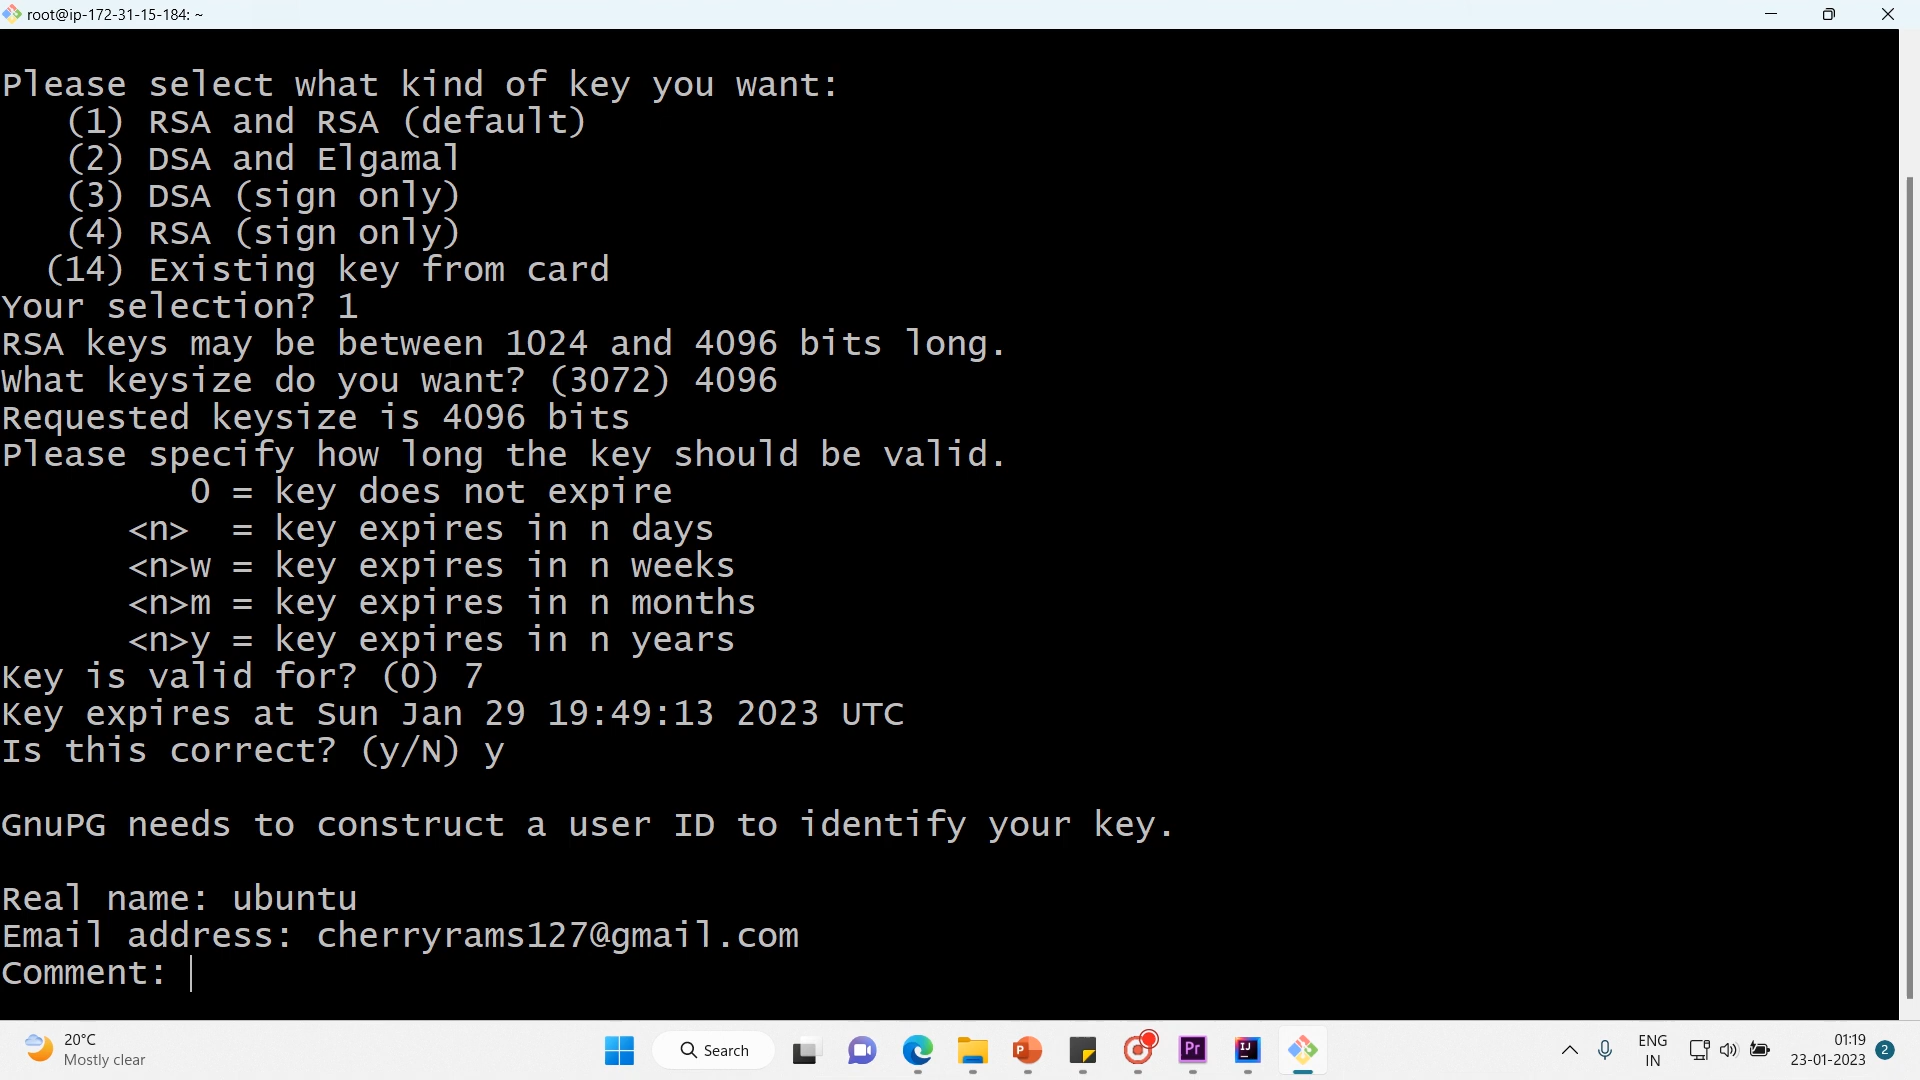 root@ip-172-31-15-184: ~
Please select what kind of key you want:
   (1) RSA and RSA (default)
   (2) DSA and Elgamal
   (3) DSA (sign only)
   (4) RSA (sign only)
  (14) Existing key from card
Your selection? 1
RSA keys may be between 1024 and 4096 bits long.
What keysize do you want? (3072) 4096
Requested keysize is 4096 bits
Please specify how long the key should be valid.
         0 = key does not expire
      <n>  = key expires in n days
      <n>w = key expires in n weeks
      <n>m = key expires in n months
      <n>y = key expires in n years
Key is valid for? (0) 7
Key expires at Sun Jan 29 19:49:13 2023 UTC
Is this correct? (y/N) y
GnuPG needs to construct a user ID to identify your key.
Real name: ubuntu
Email address: cherryrams127@gmail.com
Comment:
20°C
Mostly clear
Search
P
Pr
IJ
ENG
IN
01:19
23-01-2023
2